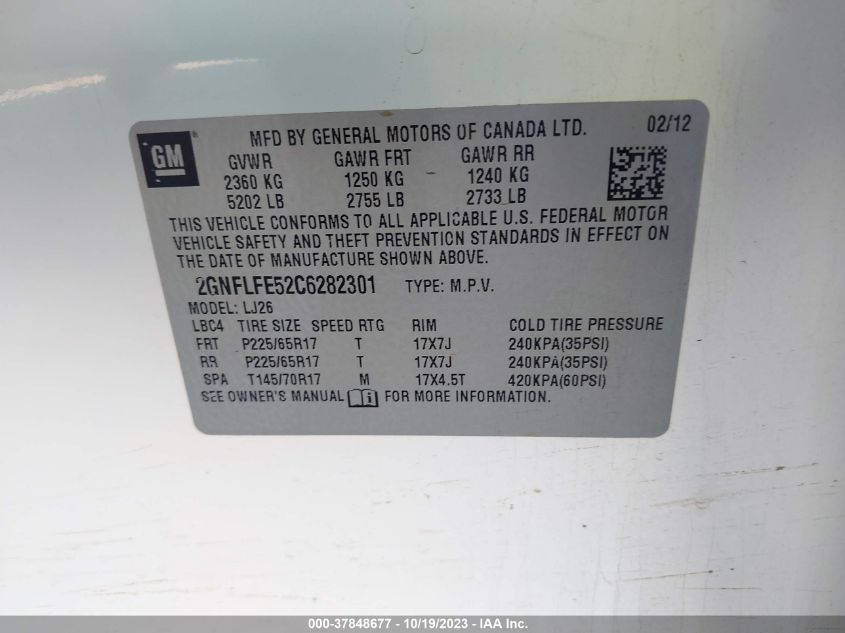 GM
MFD BY GENERAL MOTORS OF CANADA LTD. 02/12
GVWR GAWR FRT GAWR RR
2360 KG 1250 KG 1240 KG
5202 LB 2755 LB 2733 LB
THIS VEHICLE CONFORMS TO ALL APPLICABLE U.S. FEDERAL MOTOR
VEHICLE SAFETY AND THEFT PREVENTION STANDARDS IN EFFECT ON
THE DATE OF MANUFACTURE SHOWN ABOVE.
2GNFLFE52C6282301 TYPE: M.P.V.
MODEL: LJ26
LBC4 TIRE SIZE SPEED RTG RIM COLD TIRE PRESSURE
FRT P225/65R17 T 17X7J 240KPA(35PSI)
RR P225/65R17 T 17X7J 240KPA(35PSI)
SPA T145/70R17 M 17X4.5T 420KPA(60PSI)
SEE OWNER'S MANUAL i FOR MORE INFORMATION.
000-37848677 - 10/19/2023 - IAA Inc.